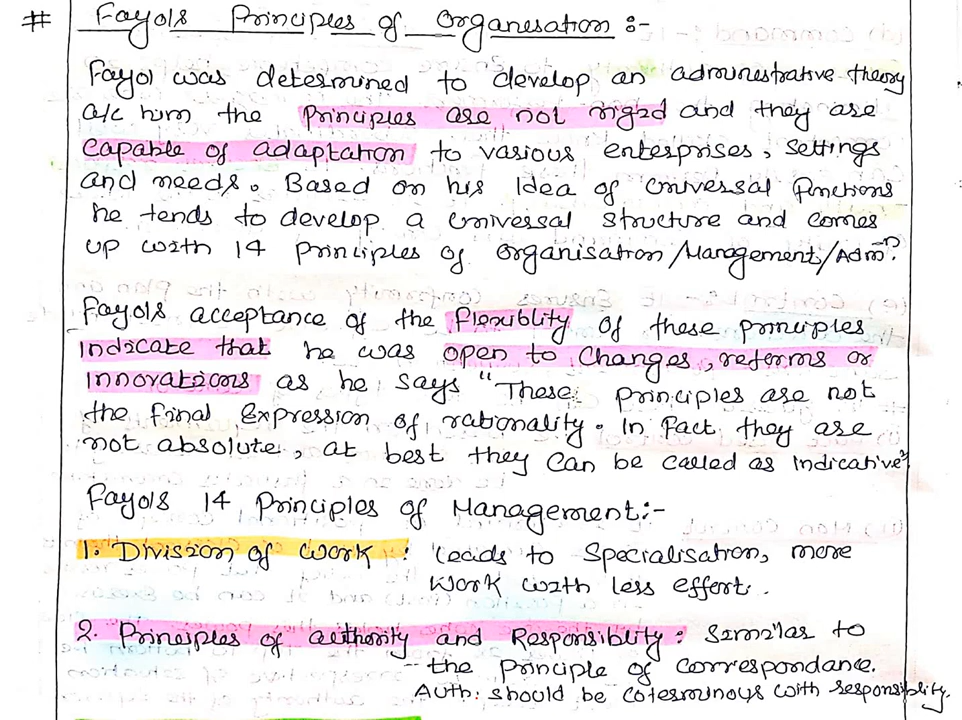 # Fayols Principles of Organisation :-
Fayol was determined to develop an administrative theory
a/c him the Principles are not rigid and they are
Capable of adaptation to various enterprises, settings
and needs. Based on his Idea of universal functions
he tends to develop a universal structure and comes
up with 14 principles of organisation/Management/Admn.
Fayols acceptance of the flexiblity of these principles
indicate that he was open to Changes, reforms or
innovations as he says "These principles are not
the final expression of rationality. In fact they are
not absolute, at best they can be called as indicative"
Fayols 14 Principles of Management:-
1. Division of Work : leads to Specialisation, more
Work with less effort.
2. Principles of authority and Responsiblity : Similar to
the Principle of correspondance.
Auth: should be coterminous with responsiblity.